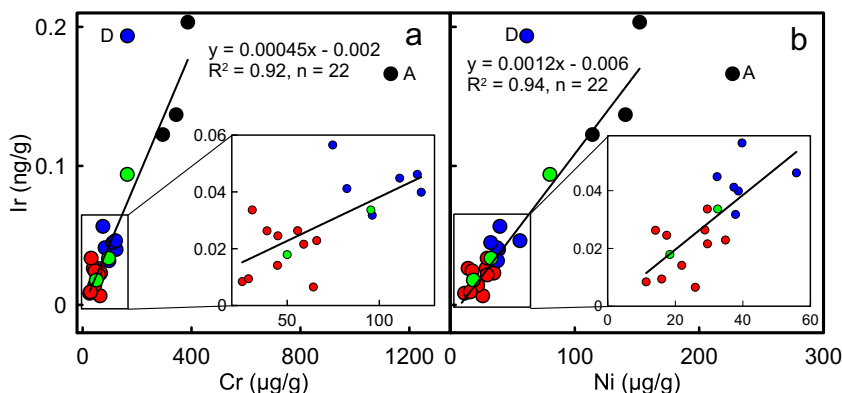 0.2
0.1
0
Ir (ng/g)
D
a
y = 0.00045x - 0.002
R² = 0.92, n = 22
A
0.06
0.04
0.02
0
50
100
0
400
800
1200
Cr (µg/g)
D
b
y = 0.0012x - 0.006
R² = 0.94, n = 22
A
0.04
0.02
0
0
20
40
60
0
100
200
300
Ni (µg/g)